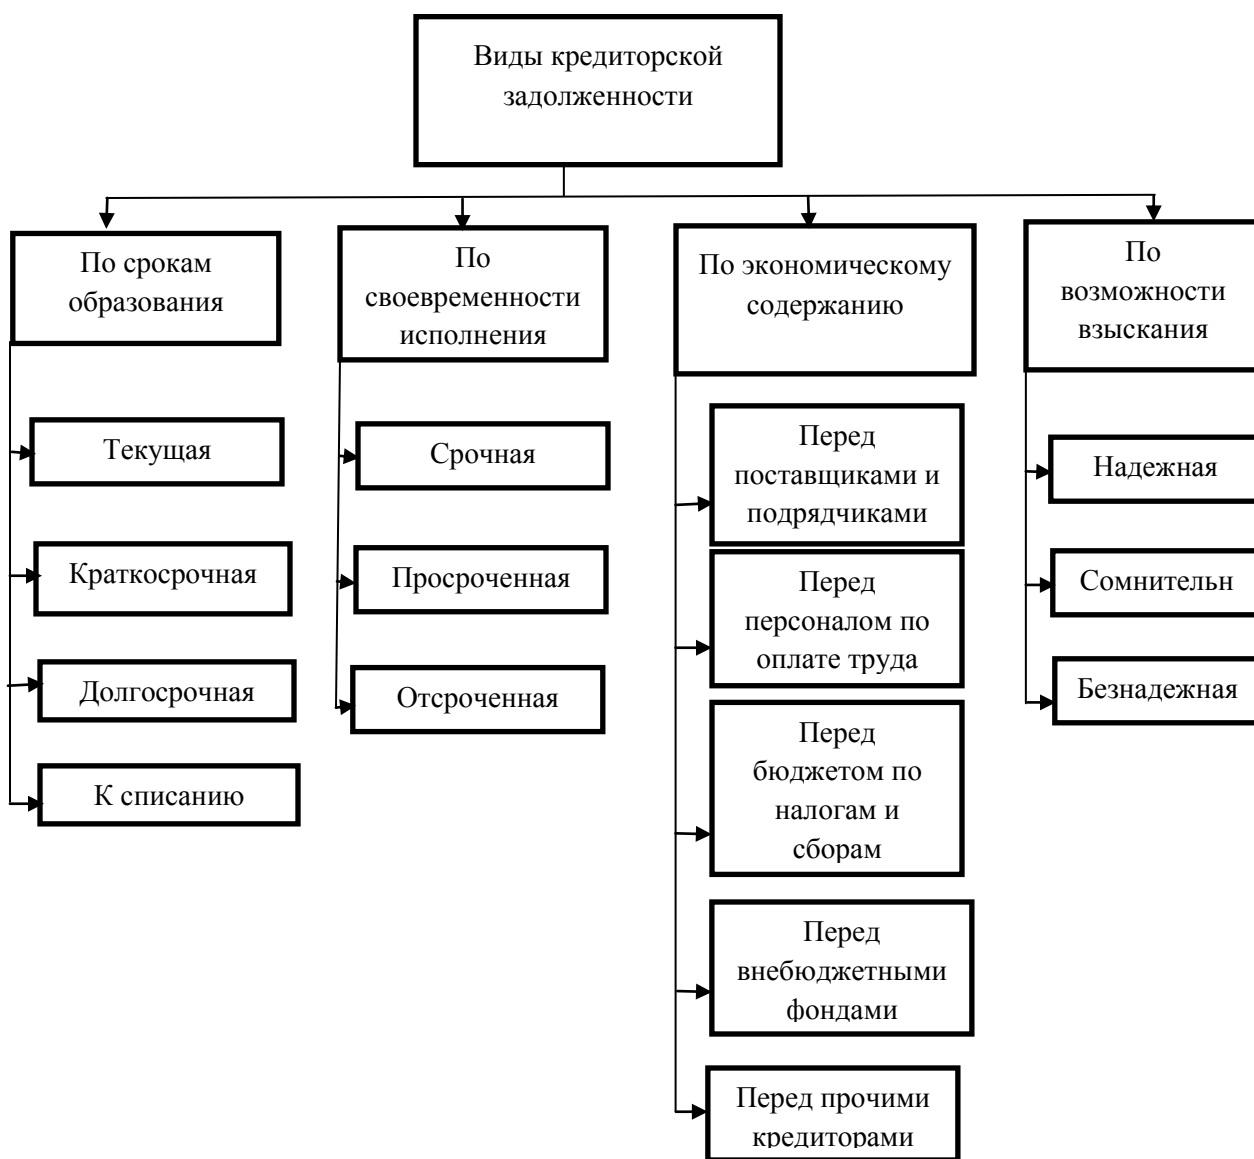 Виды кредиторской
задолженности
По срокам
образования
Текущая
Краткосрочная
Долгосрочная
К списанию
По
своевременности
исполнения
Срочная
Просроченная
Отсроченная
По экономическому
содержанию
Перед
поставщиками и
подрядчиками
Перед
персоналом по
оплате труда
Перед
бюджетом по
налогам и
сборам
Перед
внебюджетными
фондами
Перед прочими
кредиторами
По
возможности
взыскания
Надежная
Сомнительн
Безнадежная